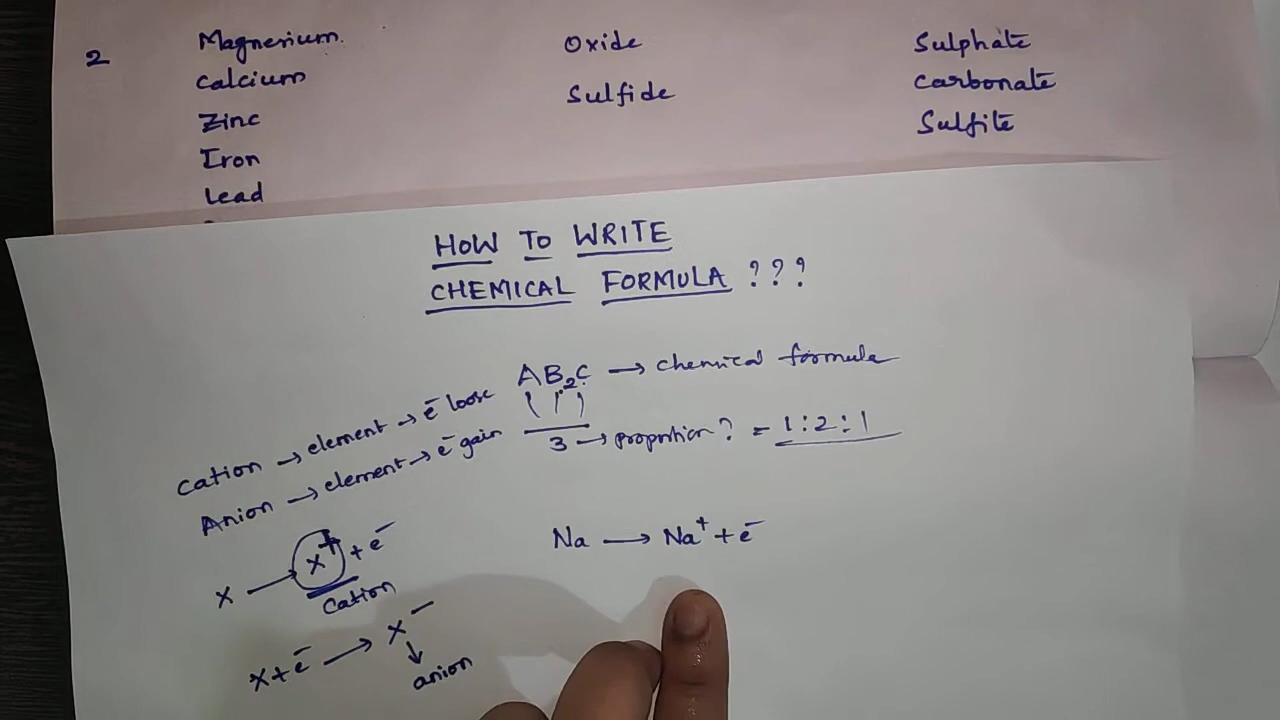 2 Magnesium Oxide Sulphate
Calcium Sulfide Carbonate
Zinc Sulfite
Iron
Lead
HOW TO WRITE
CHEMICAL FORMULA ???
AB₂C → chemical formula
3 → proportion? = 1:2:1
Cation → element → e⁻ loose
Anion → element → e⁻ gain
X → X⁺ + e⁻
Cation
X + e⁻ → X⁻
anion
Na → Na⁺ + e⁻